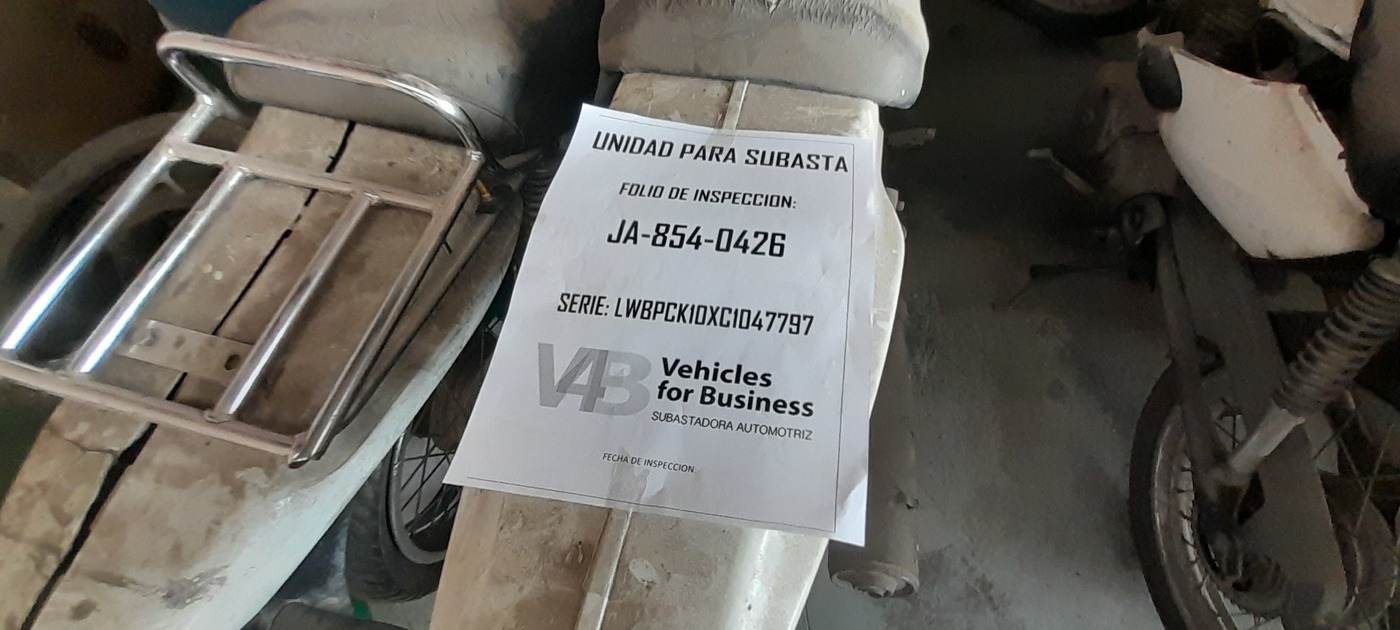 UNIDAD PARA SUBASTA
FOLIO DE INSPECCION:
JA-854-0426
SERIE: LWBPCK10XC1047797
V4B
Vehicles
for Business
SUBASTADORA AUTOMOTRIZ
FECHA DE INSPECCION: